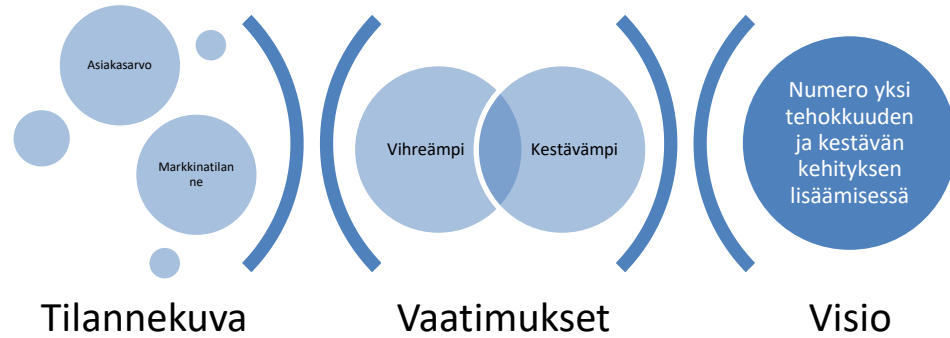 Asiakasarvo
Markkinatilan
ne
Vihreämpi
Kestävämpi
Numero yksi
tehokkuuden
ja kestävän
kehityksen
lisäämisessä
Tilannekuva
Vaatimukset
Visio